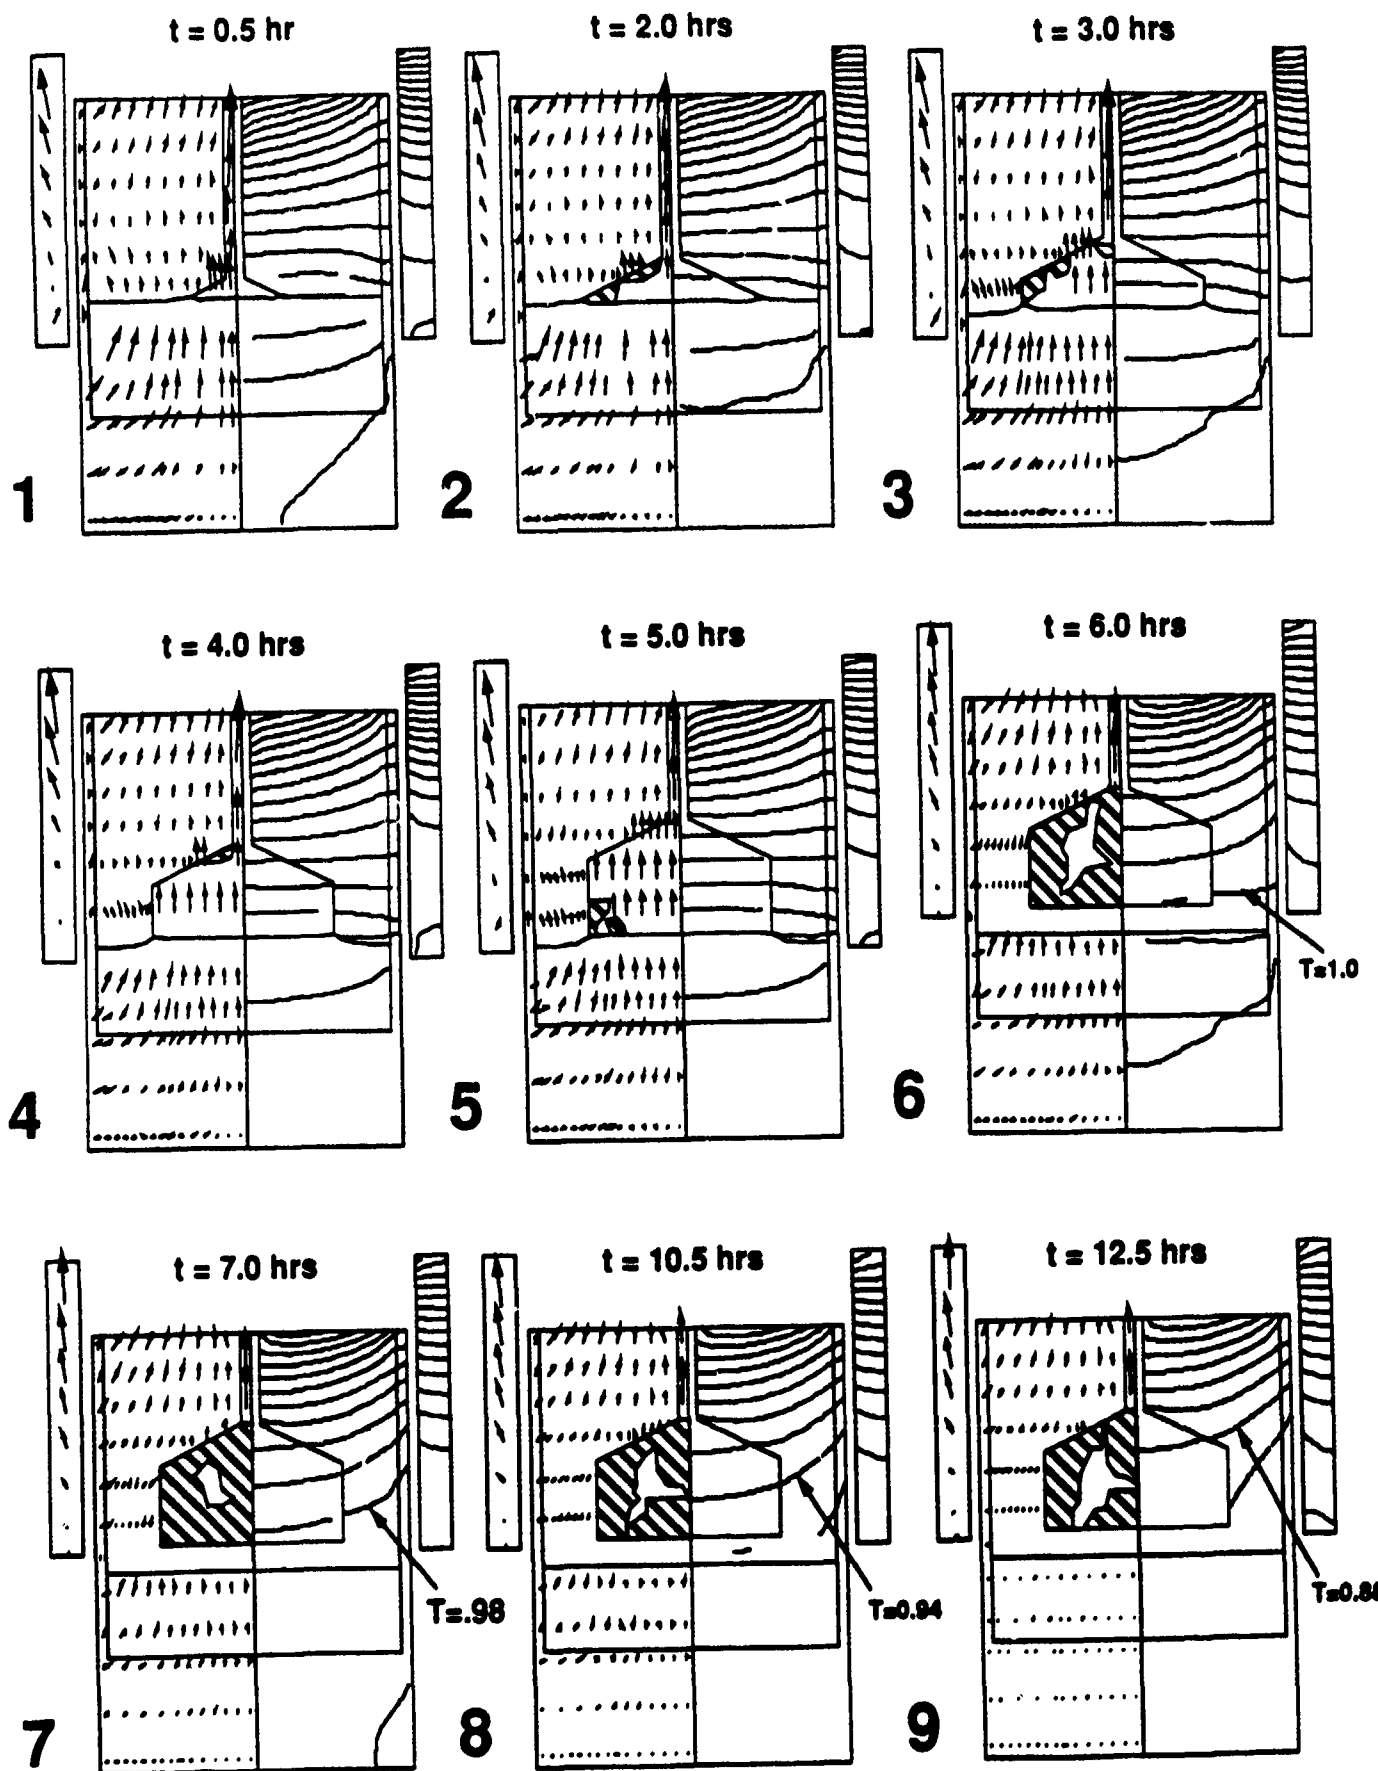 t = 0.5 hr
t = 2.0 hrs
t = 3.0 hrs
1
2
3
t = 4.0 hrs
t = 5.0 hrs
t = 6.0 hrs
T=1.0
4
5
6
t = 7.0 hrs
t = 10.5 hrs
t = 12.5 hrs
T=.98
T=0.94
T=0.88
7
8
9